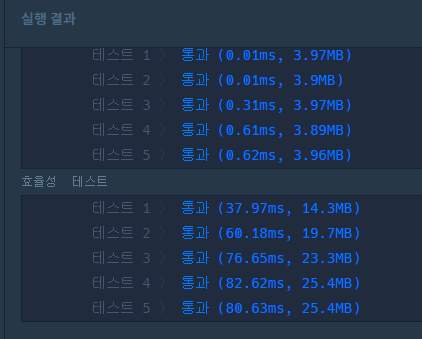 실행 결과
테스트 1 〉 통과 (0.01ms, 3.97MB)
테스트 2 〉 통과 (0.01ms, 3.9MB)
테스트 3 〉 통과 (0.31ms, 3.97MB)
테스트 4 〉 통과 (0.61ms, 3.89MB)
테스트 5 〉 통과 (0.62ms, 3.96MB)
효율성 테스트
테스트 1 〉 통과 (37.97ms, 14.3MB)
테스트 2 〉 통과 (60.18ms, 19.7MB)
테스트 3 〉 통과 (76.65ms, 23.3MB)
테스트 4 〉 통과 (82.62ms, 25.4MB)
테스트 5 〉 통과 (80.63ms, 25.4MB)